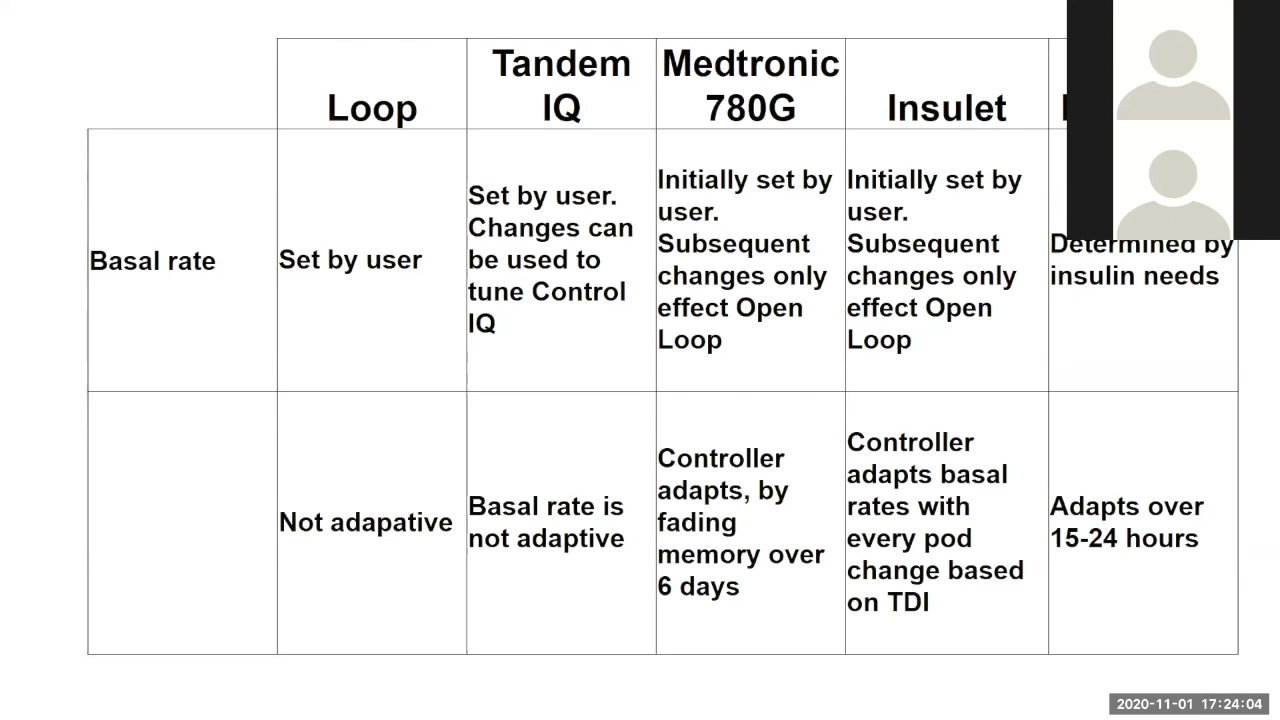 Loop
Tandem
IQ
Medtronic
780G
Insulet
Basal rate
Set by user
Set by user.
Changes can
be used to
tune Control
IQ
Initially set by
user.
Subsequent
changes only
effect Open
Loop
Initially set by
user.
Subsequent
changes only
effect Open
Loop
Determined by
insulin needs
Not adapative
Basal rate is
not adaptive
Controller
adapts, by
fading
memory over
6 days
Controller
adapts basal
rates with
every pod
change based
on TDI
Adapts over
15-24 hours
2020-11-01 17:24:04